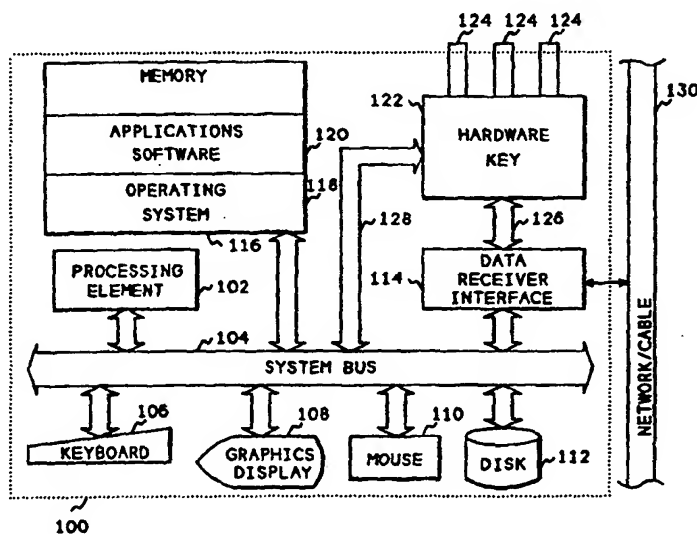 124 124 124
130
MEMORY
122
HARDWARE
KEY
APPLICATIONS
SOFTWARE
120
118
OPERATING
SYSTEM
126
116
128
PROCESSING
ELEMENT
102
114
DATA
RECEIVER
INTERFACE
104
SYSTEM BUS
NETWORK/CABLE
106
KEYBOARD
108
GRAPHICS
DISPLAY
110
MOUSE
DISK
112
100